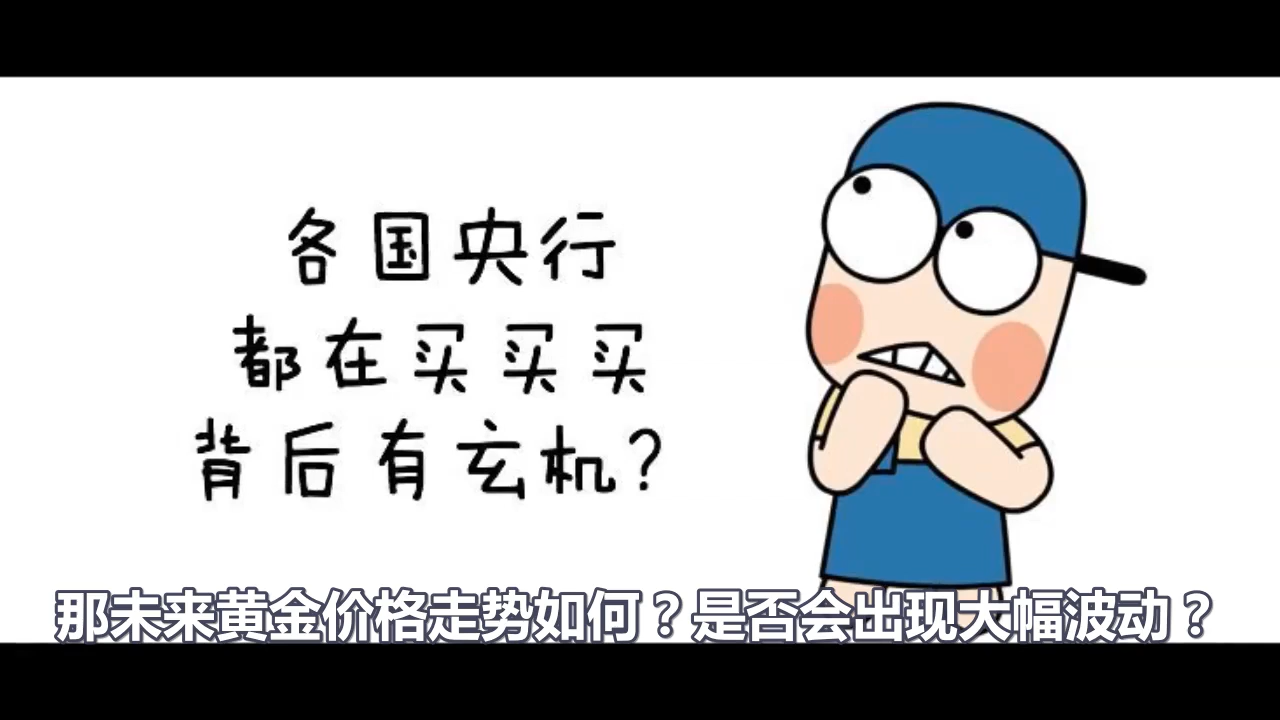 各国央行
都在买买买
背后有玄机?
那未来黄金价格走势如何？是否会出现大幅波动？